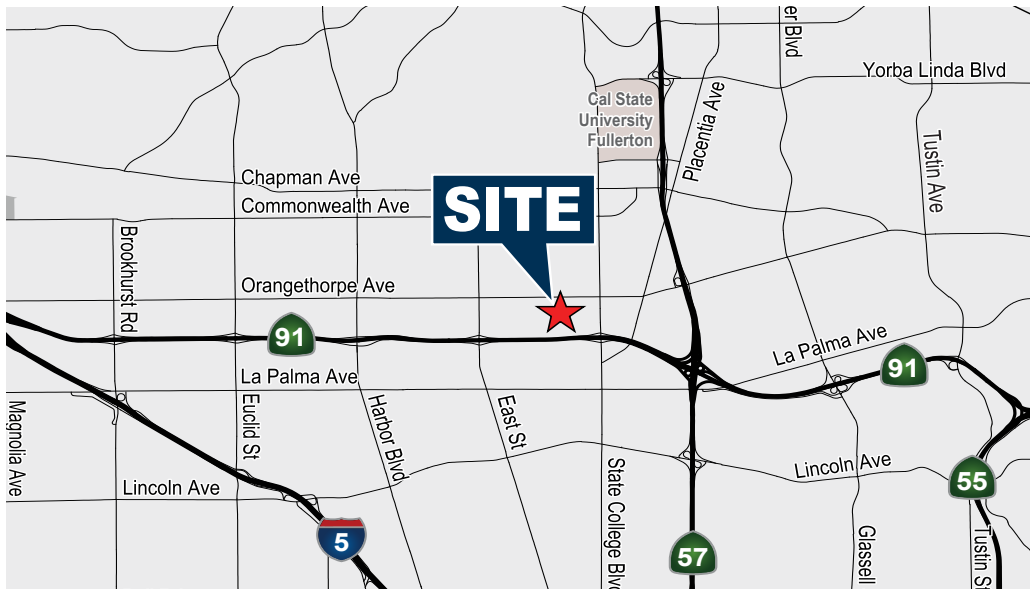 er Blvd
Yorba Linda Blvd
Cal State
University
Fullerton
Placentia Ave
Tustin Ave
Chapman Ave
Commonwealth Ave
SITE
Brookhurst Rd
Orangethorpe Ave
91
La Palma Ave
91
La Palma Ave
Magnolia Ave
Euclid St
Harbor Blvd
East St
State College Blv
Lincoln Ave
Lincoln Ave
55
5
57
Glassell
Tustin St